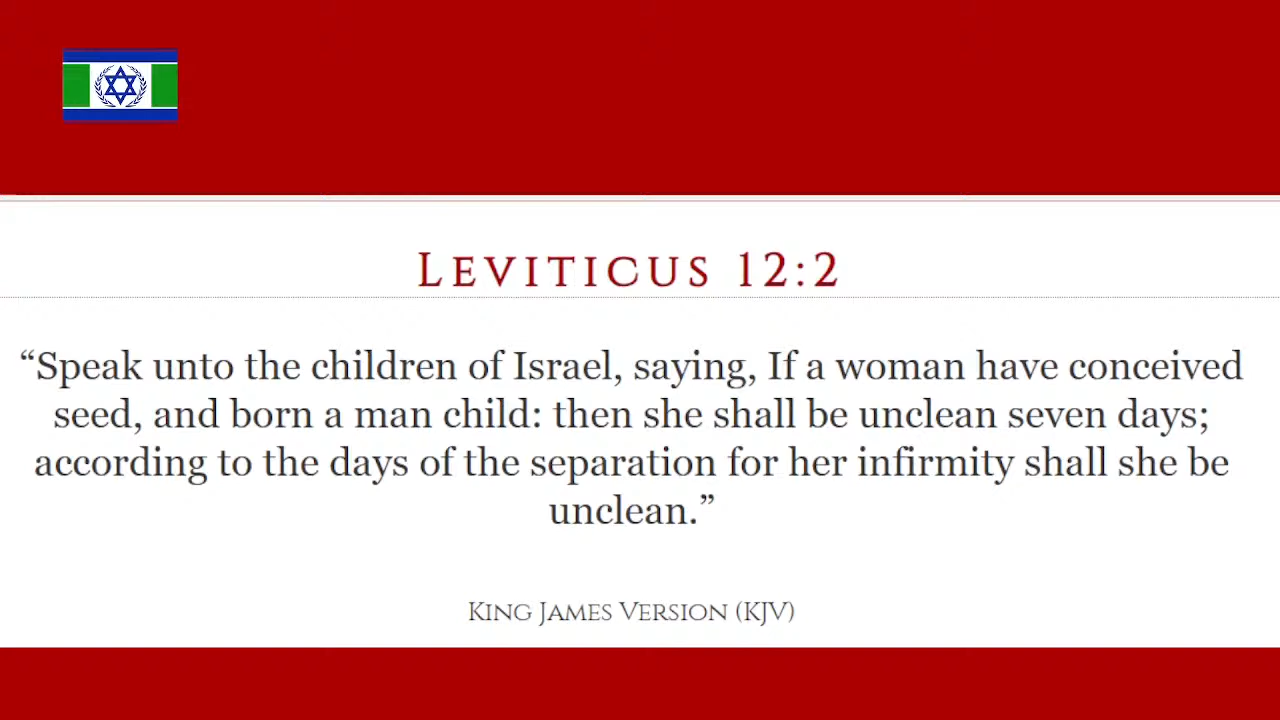 Leviticus 12:2
“Speak unto the children of Israel, saying, If a woman have conceived
seed, and born a man child: then she shall be unclean seven days;
according to the days of the separation for her infirmity shall she be
unclean.”
King James Version (KJV)